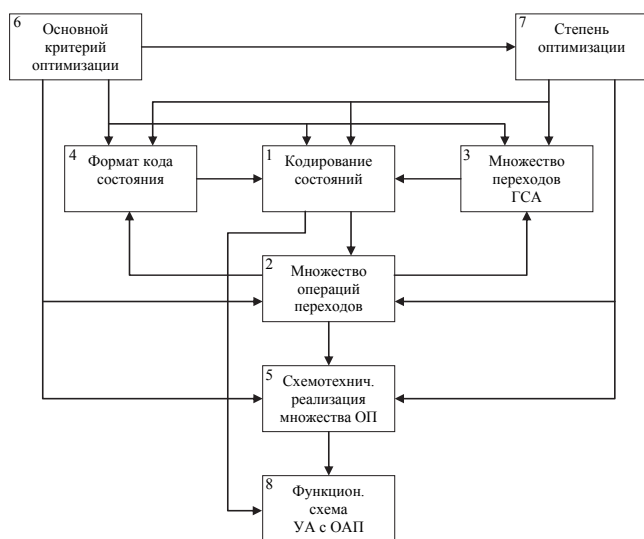 6
Основной
критерий
оптимизации
7
Степень
оптимизации
4
Формат кода
состояния
1
Кодирование
состояний
3
Множество
переходов
ГСА
2
Множество
операций
переходов
5
Схемотехнич.
реализация
множества ОП
8
Функцион.
схема
УА с ОАП